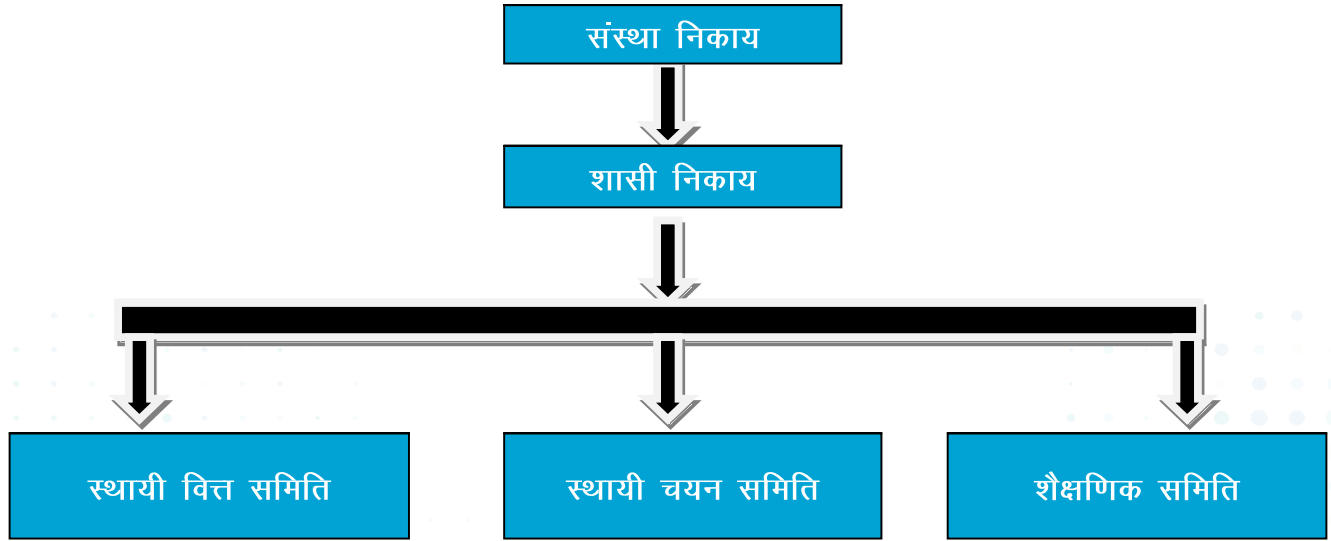 संस्था निकाय
शासी निकाय
स्थायी वित्त समिति
स्थायी चयन समिति
शैक्षणिक समिति